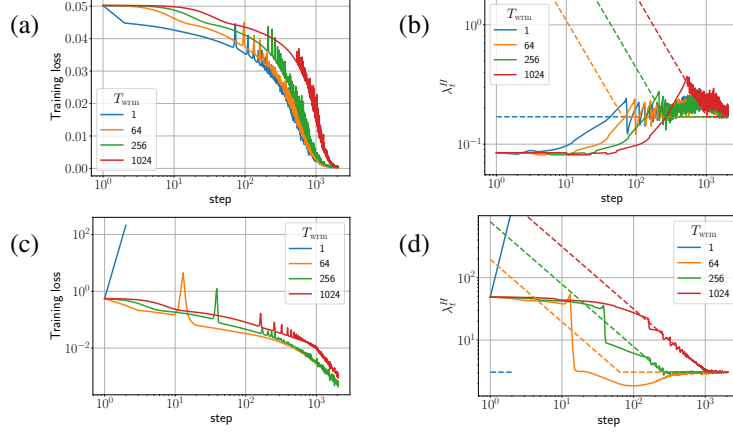 (a)
0.05
0.04
0.03
0.02
0.01
0.00
Training loss
T_wrm
1
64
256
1024
10^0
10^1
10^2
10^3
step
(b)
10^0
10^−1
λ_t^H
T_wrm
1
64
256
1024
10^0
10^1
10^2
10^3
step
(c)
10^2
10^0
10^−2
Training loss
T_wrm
1
64
256
1024
10^0
10^1
10^2
10^3
step
(d)
10^2
10^1
λ_t^H
T_wrm
1
64
256
1024
10^0
10^1
10^2
10^3
step